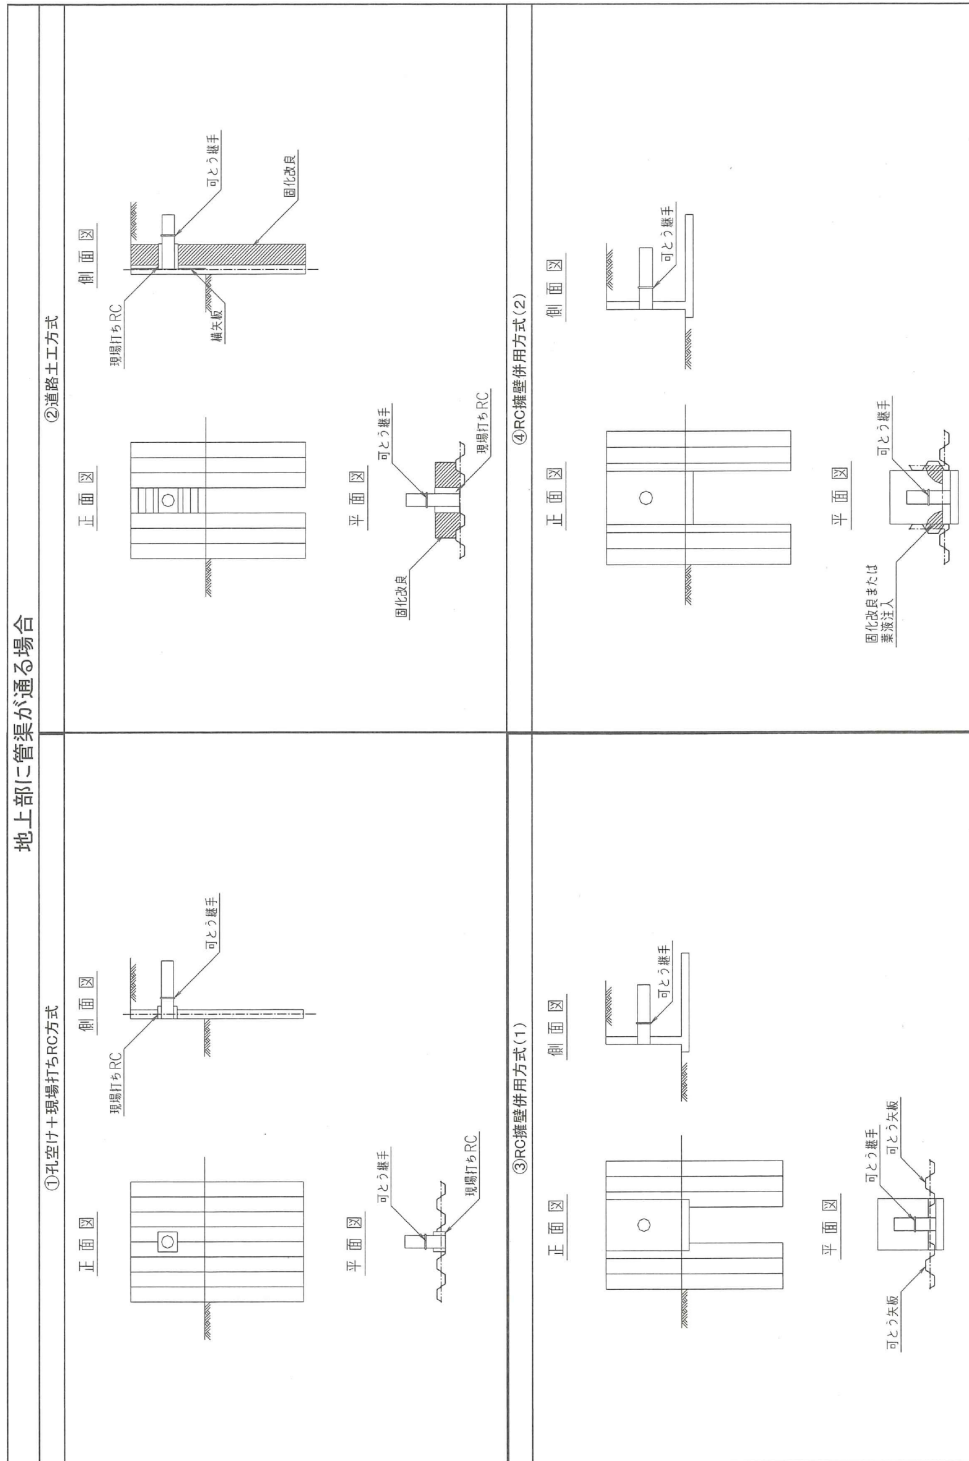 地上部に管渠が通る場合
①孔空け+現場打ちRC方式
正面図
側面図
現場打ちRC
可とう継手
平面図
可とう継手
現場打ちRC
②道路土工方式
正面図
側面図
現場打ちRC
横矢板
可とう継手
固化改良
平面図
固化改良
可とう継手
現場打ちRC
③RC擁壁併用方式(1)
正面図
側面図
可とう継手
平面図
可とう矢板
可とう継手
可とう矢板
④RC擁壁併用方式(2)
正面図
側面図
可とう継手
平面図
固化改良または
薬液注入
可とう継手